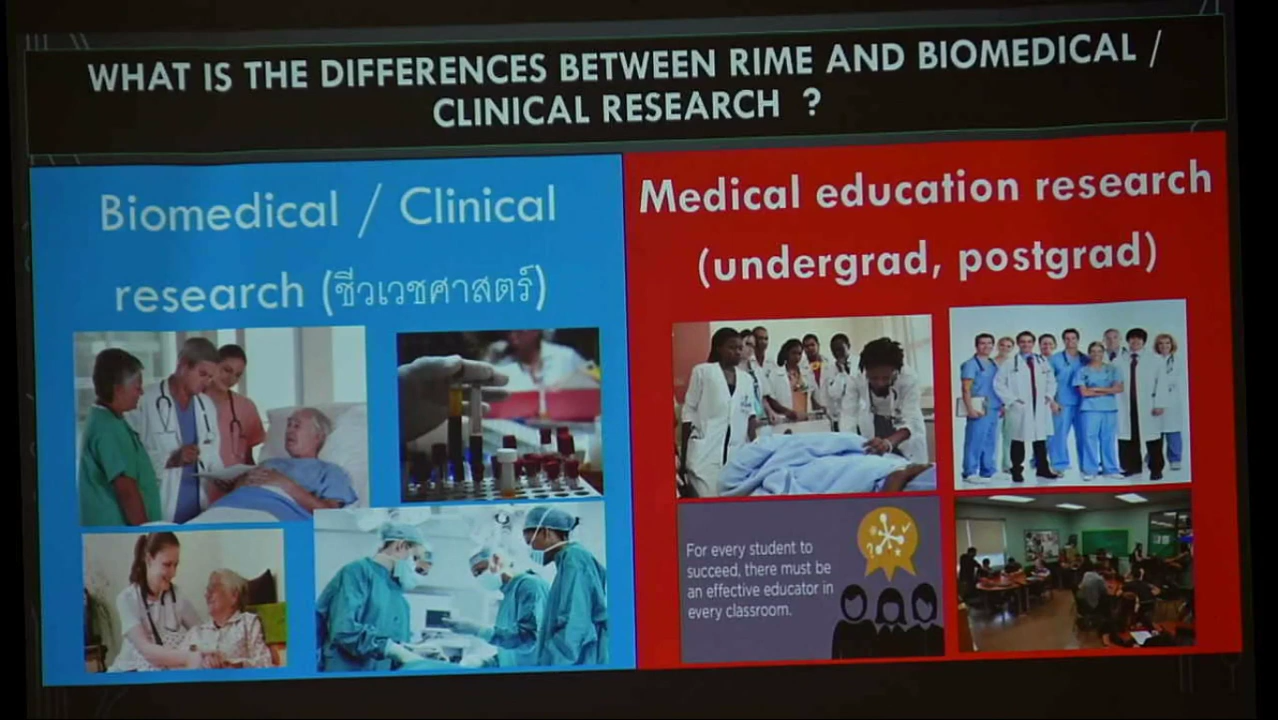 WHAT IS THE DIFFERENCES BETWEEN RIME AND BIOMEDICAL /
CLINICAL RESEARCH ?
Biomedical / Clinical
research (ชีวเวชศาสตร์)
Medical education research
(undergrad, postgrad)
For every student to
succeed, there must be
an effective educator in
every classroom.